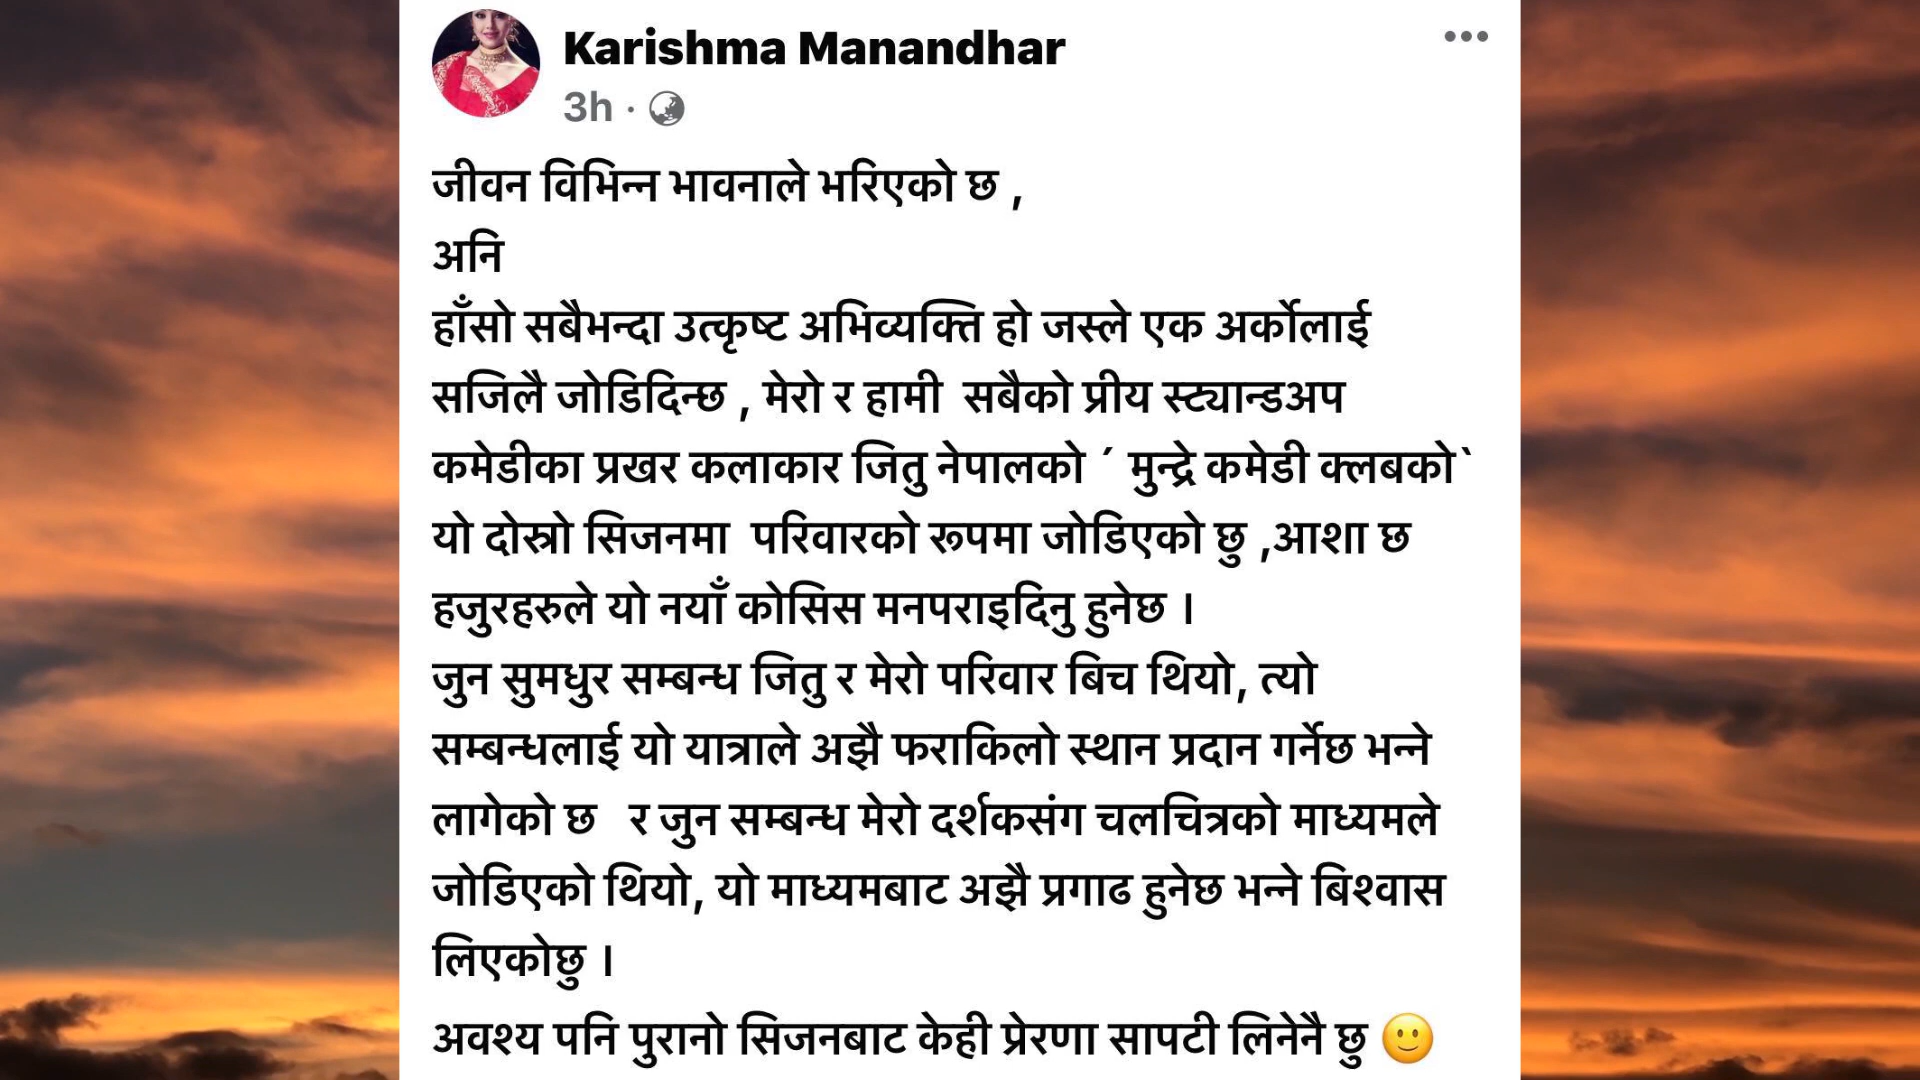 Karishma Manandhar
3h ·
जीवन विभिन्न भावनाले भरिएको छ ,
अनि
हाँसो सबैभन्दा उत्कृष्ट अभिव्यक्ति हो जस्ले एक अर्कोलाई
सजिलै जोडिदिन्छ , मेरो र हामी  सबैको प्रीय स्ट्यान्डअप
कमेडीका प्रखर कलाकार जितु नेपालको ´ मुन्द्रे कमेडी क्लबको`
यो दोस्रो सिजनमा  परिवारको रूपमा जोडिएको छु ,आशा छ
हजुरहरुले यो नयाँ कोसिस मनपराइदिनु हुनेछ ।
जुन सुमधुर सम्बन्ध जितु र मेरो परिवार बिच थियो, त्यो
सम्बन्धलाई यो यात्राले अझै फराकिलो स्थान प्रदान गर्नेछ भन्ने
लागेको छ   र जुन सम्बन्ध मेरो दर्शकसंग चलचित्रको माध्यमले
जोडिएको थियो, यो माध्यमबाट अझै प्रगाढ हुनेछ भन्ने बिश्वास
लिएकोछु ।
अवश्य पनि पुरानो सिजनबाट केही प्रेरणा सापटी लिनेनै छु 🙂